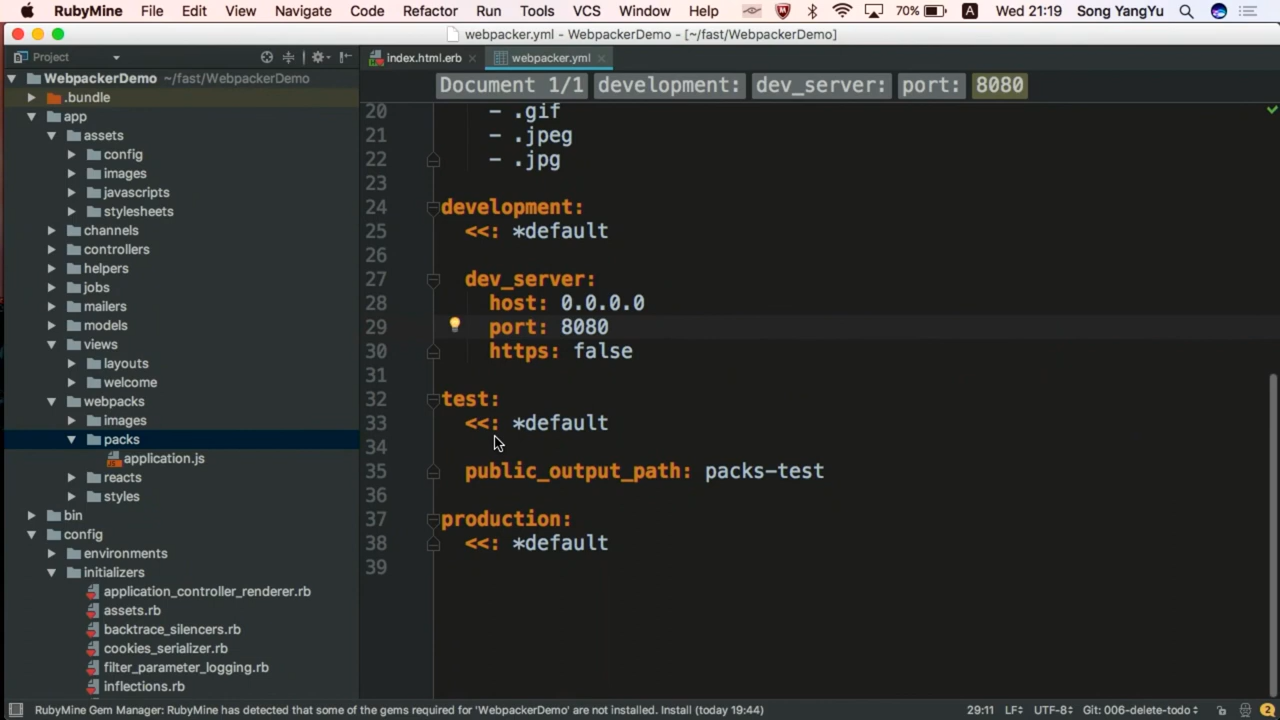 RubyMine File Edit View Navigate Code Refactor Run Tools VCS Window Help 70% A Wed 21:19 Song YangYu
webpacker.yml - WebpackerDemo - [~/fast/WebpackerDemo]
Project
index.html.erb webpacker.yml
WebpackerDemo ~/fast/WebpackerDemo
.bundle
app
assets
config
images
javascripts
stylesheets
channels
controllers
helpers
jobs
mailers
models
views
layouts
welcome
webpacks
images
packs
application.js
reacts
styles
bin
config
environments
initializers
application_controller_renderer.rb
assets.rb
backtrace_silencers.rb
cookies_serializer.rb
filter_parameter_logging.rb
inflections.rb
Document 1/1 development: dev_server: port: 8080
20 - .gif
21 - .jpeg
22 - .jpg
23
24 development:
25 <<: *default
26
27 dev_server:
28 host: 0.0.0.0
29 port: 8080
30 https: false
31
32 test:
33 <<: *default
34
35 public_output_path: packs-test
36
37 production:
38 <<: *default
39
RubyMine Gem Manager: RubyMine has detected that some of the gems required for 'WebpackerDemo' are not installed. Install (today 19:44) 29:11 LF UTF-8 Git: 006-delete-todo 2